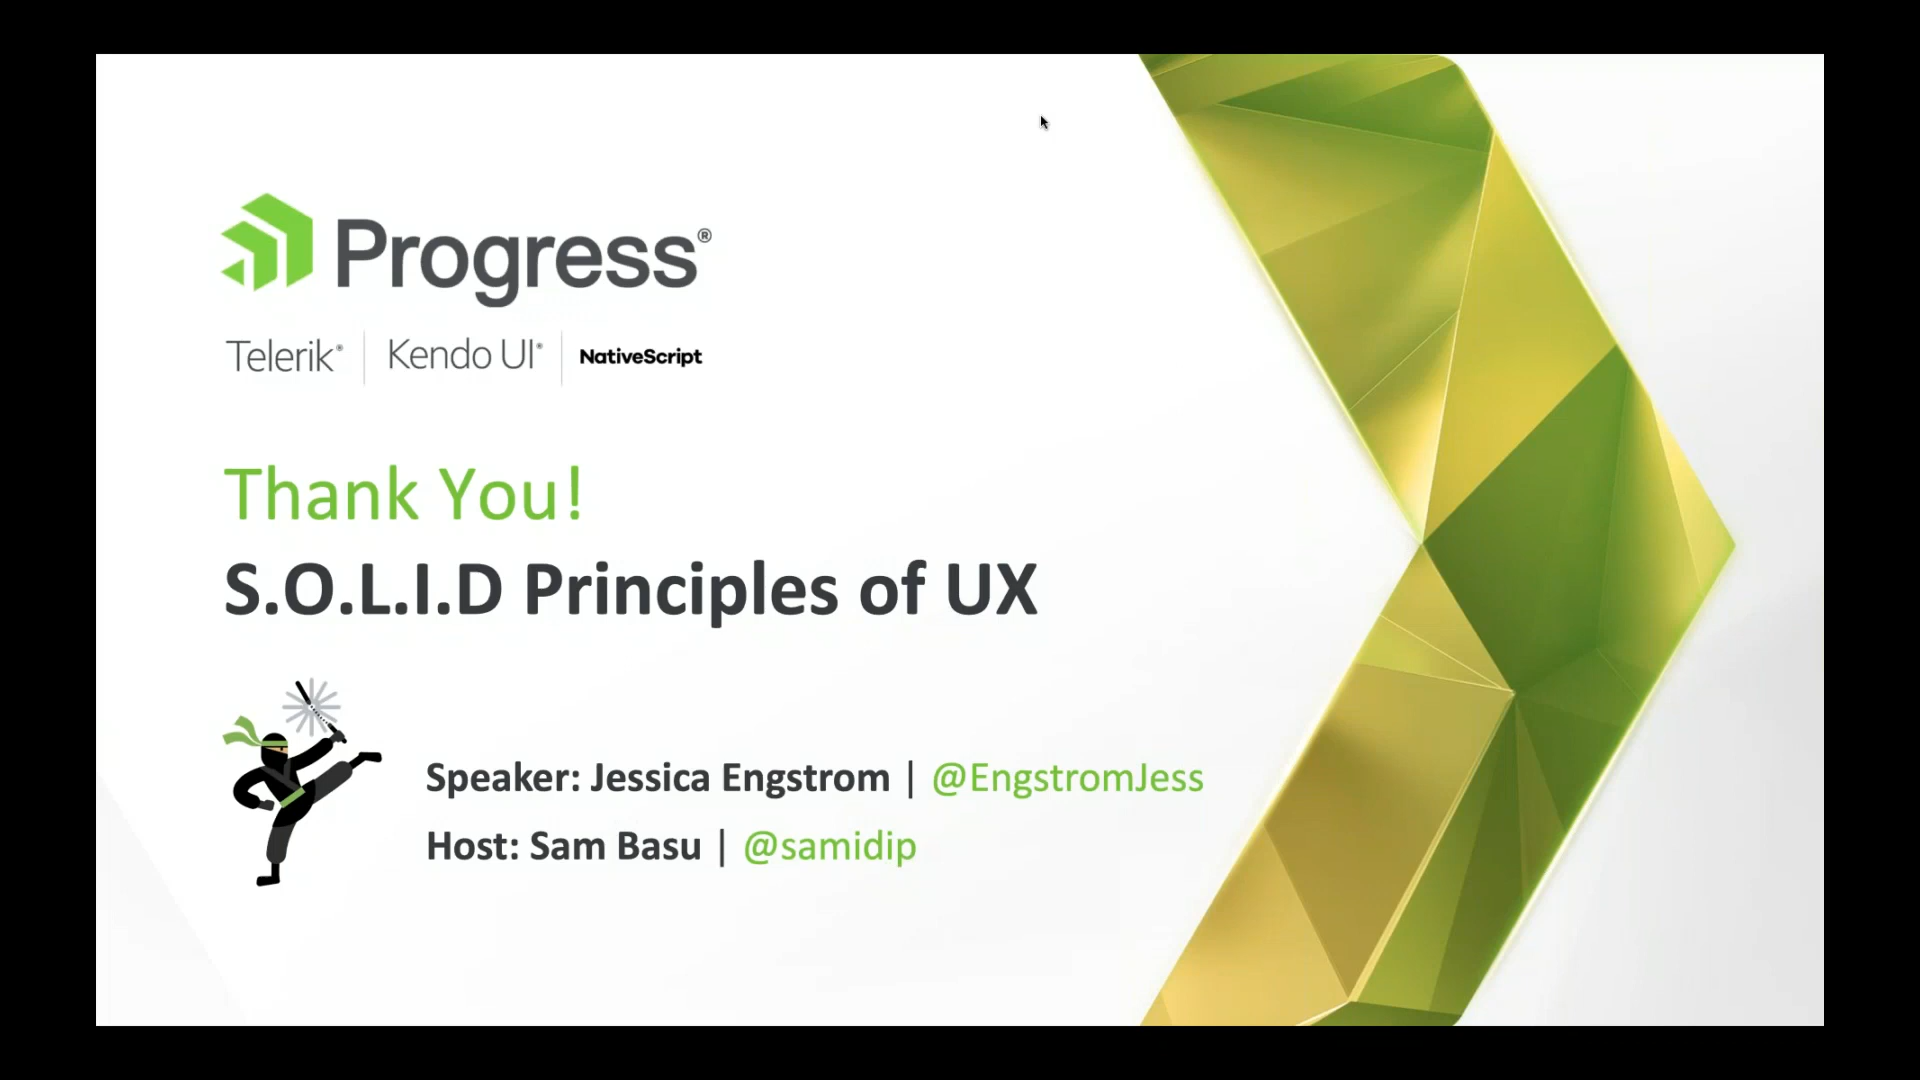 Progress®
Telerik® | Kendo UI® | NativeScript
Thank You!
S.O.L.I.D Principles of UX
Speaker: Jessica Engstrom | @EngstromJess
Host: Sam Basu | @samidip